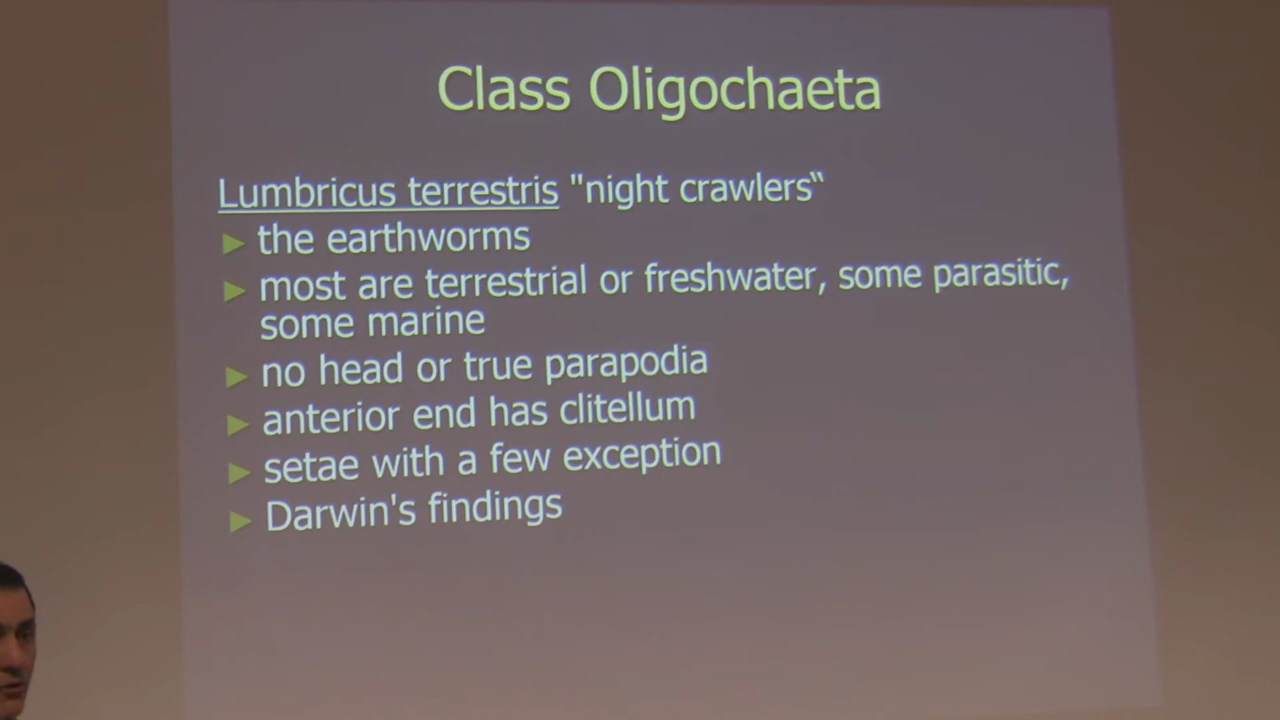 Class Oligochaeta
Lumbricus terrestris "night crawlers‟
► the earthworms
► most are terrestrial or freshwater, some parasitic,
some marine
► no head or true parapodia
► anterior end has clitellum
► setae with a few exception
► Darwin's findings